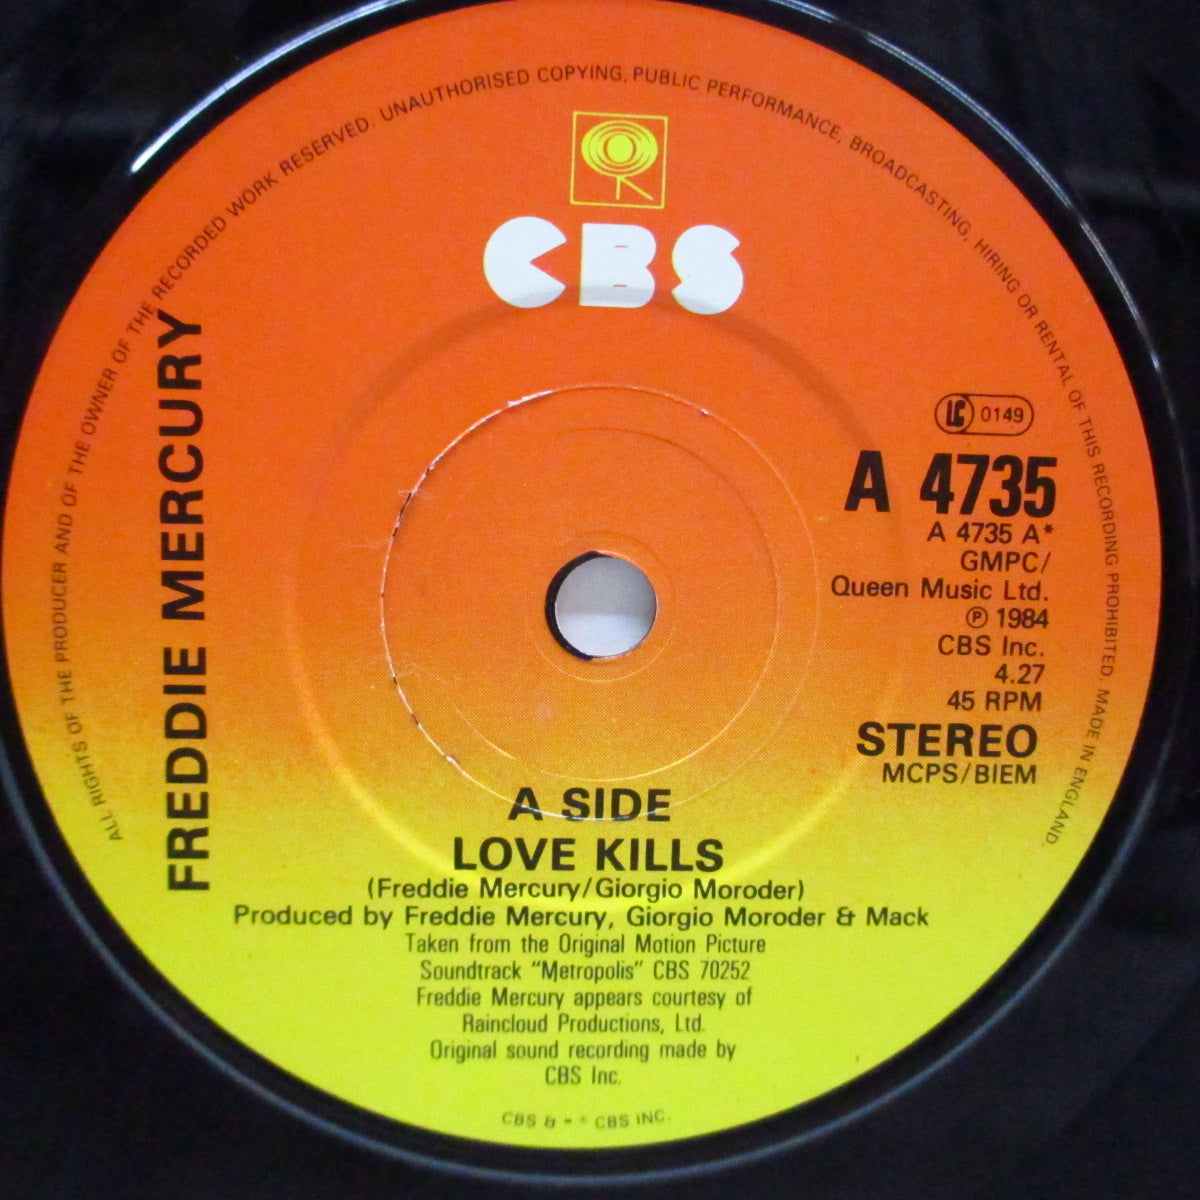 ALL RIGHTS OF THE PRODUCER AND OF THE OWNER OF THE RECORDED WORK RESERVED. UNAUTHORISED COPYING, PUBLIC PERFORMANCE, BROADCASTING, HIRING OR RENTAL OF THIS RECORDING PROHIBITED. MADE IN ENGLAND.
CBS
FREDDIE MERCURY
LC 0149
A 4735
A 4735 A*
GMPC/
Queen Music Ltd.
℗ 1984
CBS Inc.
4.27
45 RPM
STEREO
MCPS/BIEM
A SIDE
LOVE KILLS
(Freddie Mercury/Giorgio Moroder)
Produced by Freddie Mercury, Giorgio Moroder & Mack
Taken from the Original Motion Picture
Soundtrack "Metropolis" CBS 70252
Freddie Mercury appears courtesy of
Raincloud Productions, Ltd.
Original sound recording made by
CBS Inc.
CBS & CBS INC.